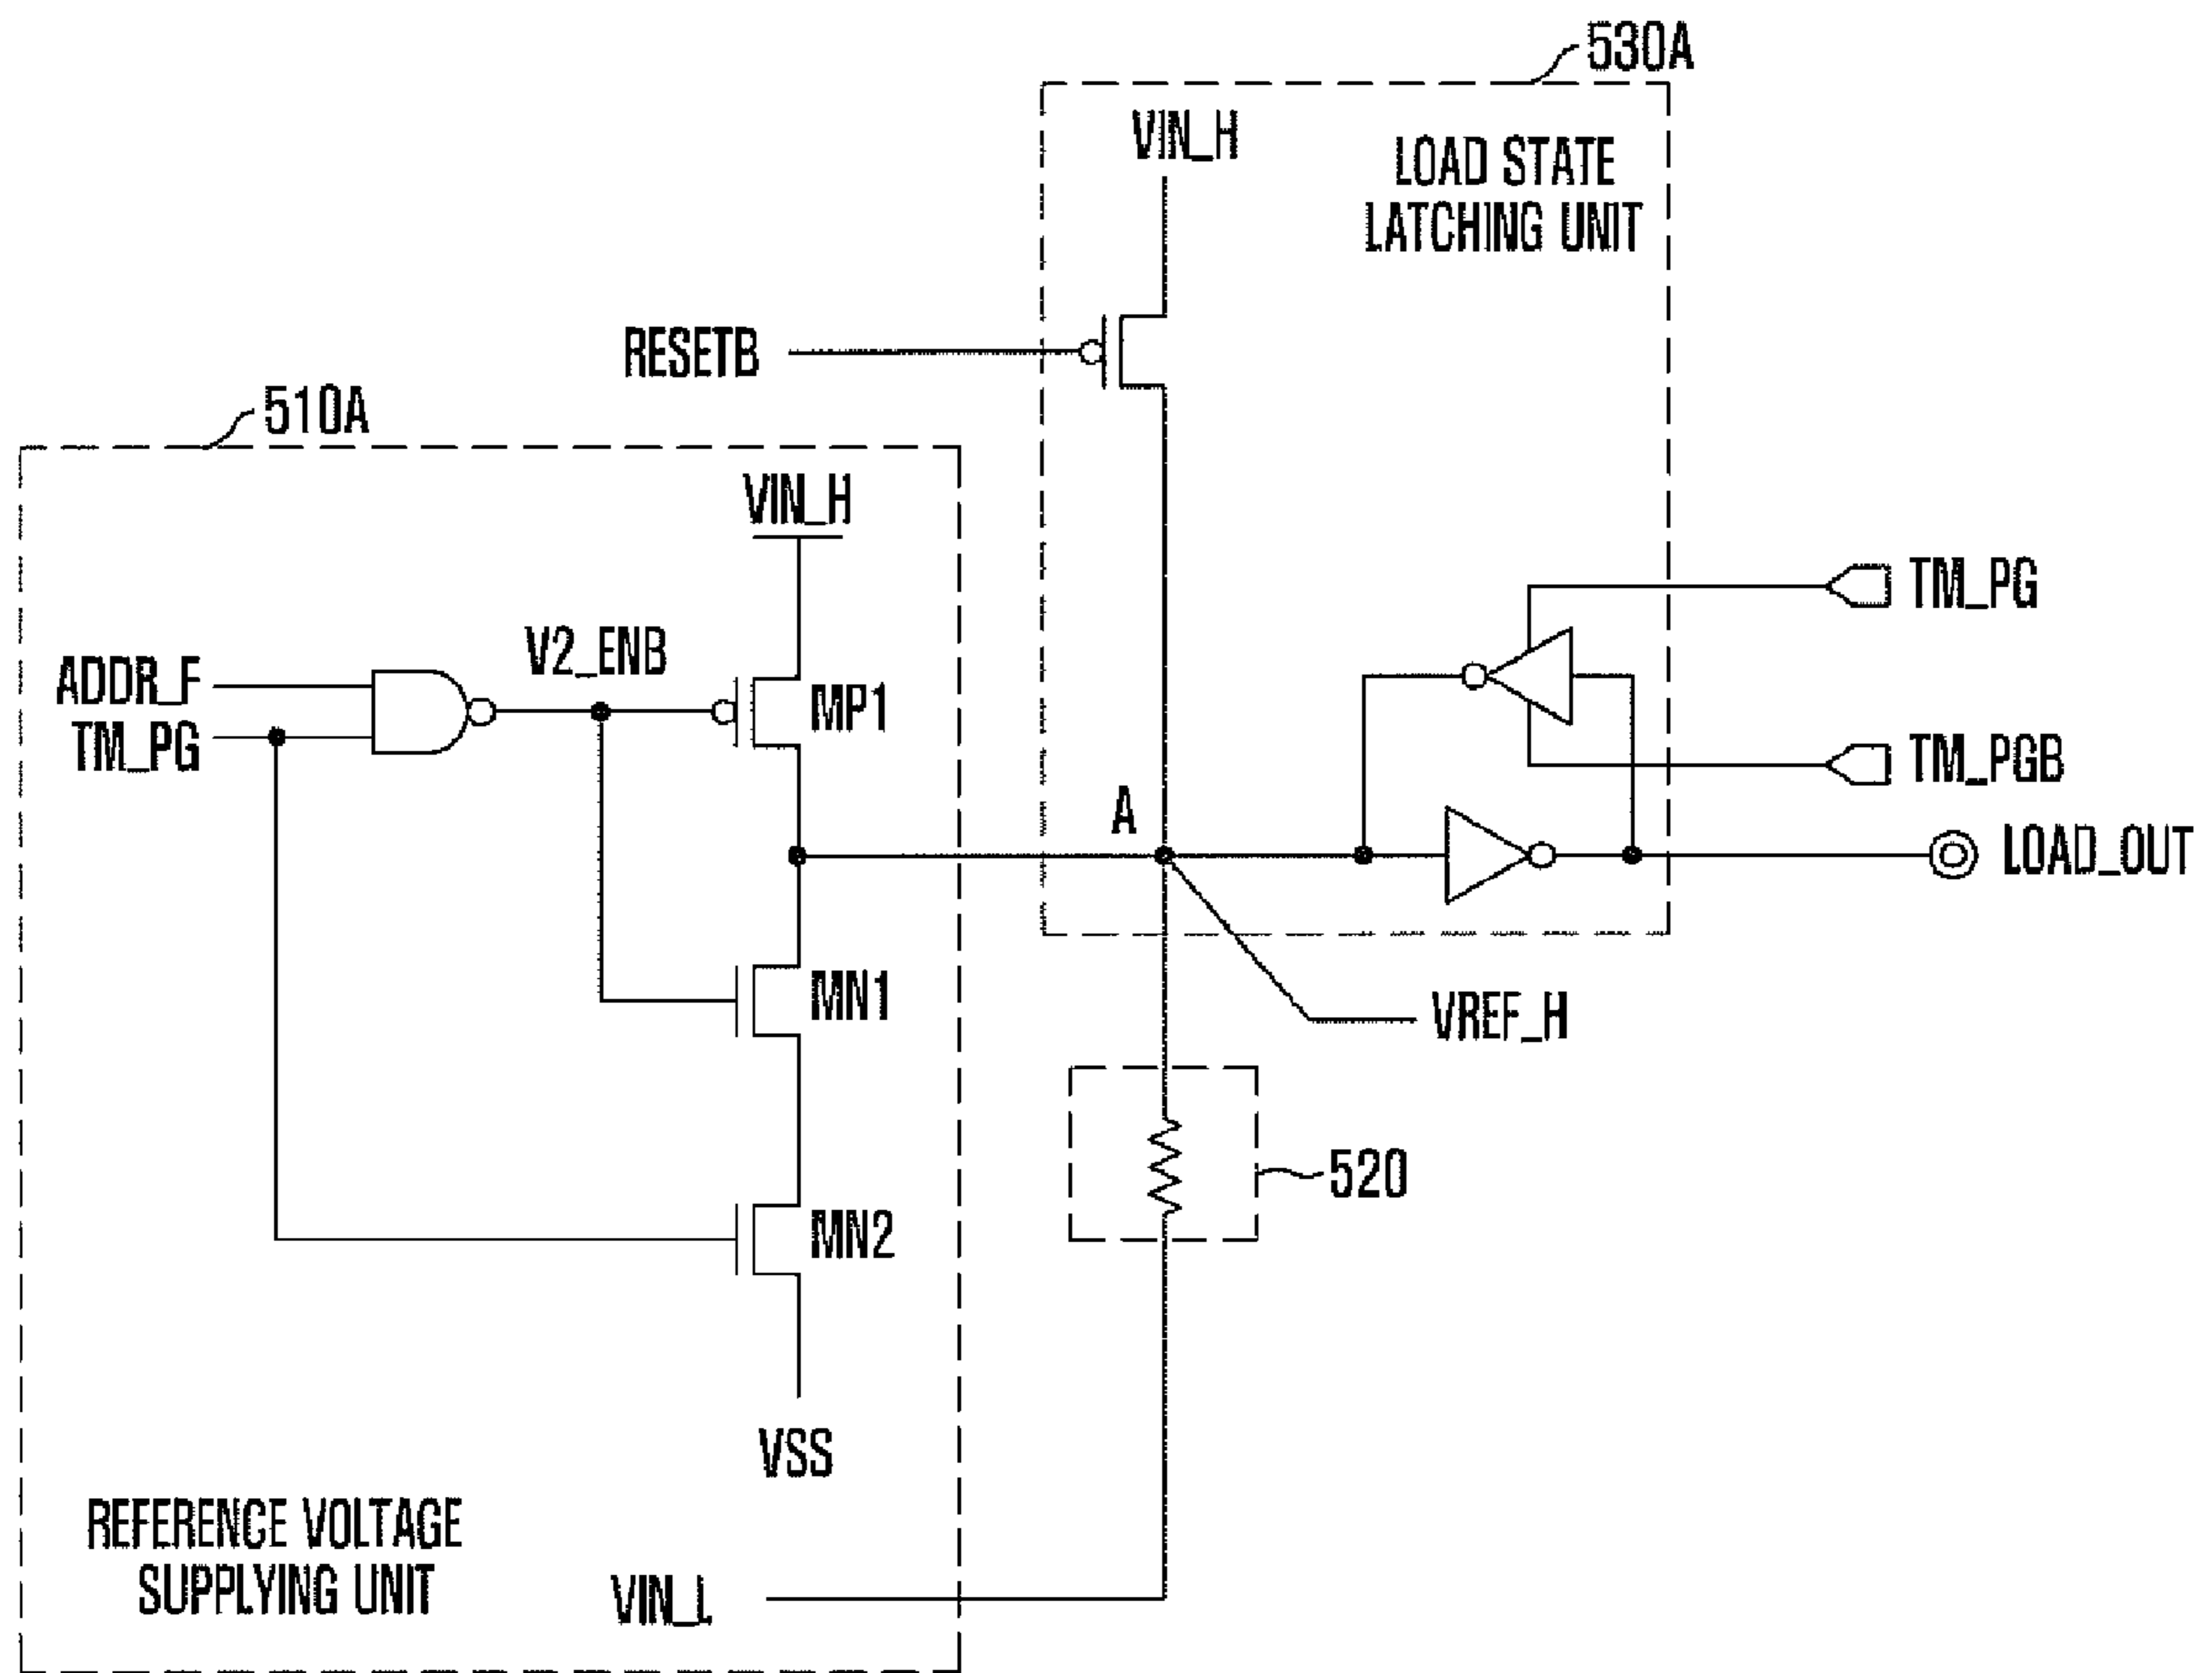 530A
VIN_H
LOAD STATE
LATCHING UNIT
RESETB
510A
VIN_H
TM_PG
V2_ENB
ADDR_F
TM_PG
MP1
TM_PGB
A
LOAD_OUT
MN1
VREF_H
520
MN2
VSS
REFERENCE VOLTAGE
SUPPLYING UNIT
VIN_L